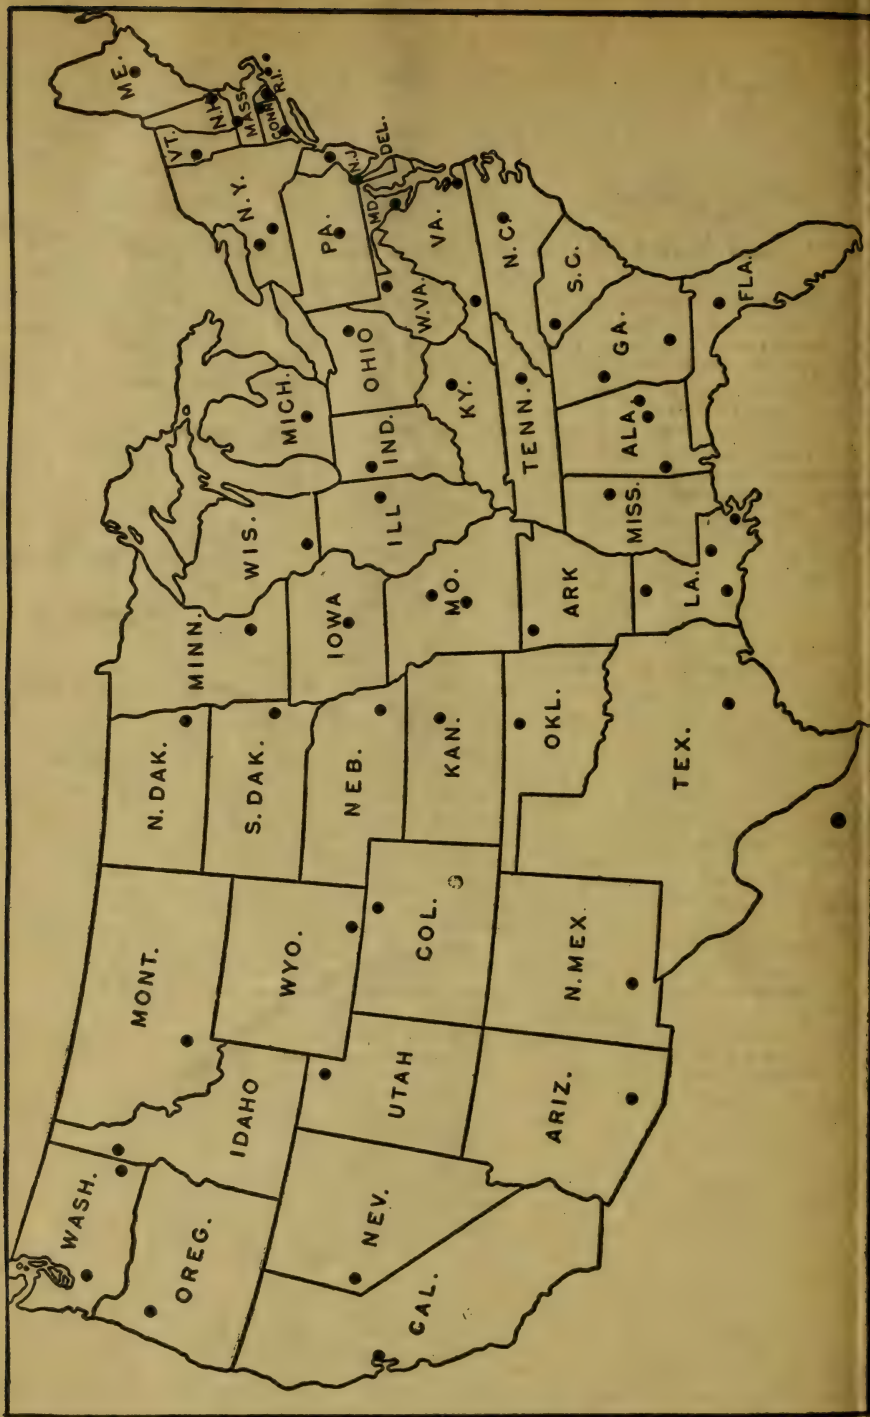 WASH.
OREG.
CAL.
NEV.
IDAHO
MONT.
WYO.
UTAH
ARIZ.
COL.
N.MEX.
N.DAK.
S.DAK.
NEB.
KAN.
OKL.
TEX.
MINN.
IOWA
MO.
ARK
LA.
WIS.
ILL
MICH.
IND.
OHIO
KY.
TENN.
MISS.
ALA.
GA.
FLA.
S.C.
N.C.
VA.
W.VA.
MD.
DEL.
PA.
N.J.
N.Y.
VT.
N.H.
ME.
MASS.
CONN.
R.I.